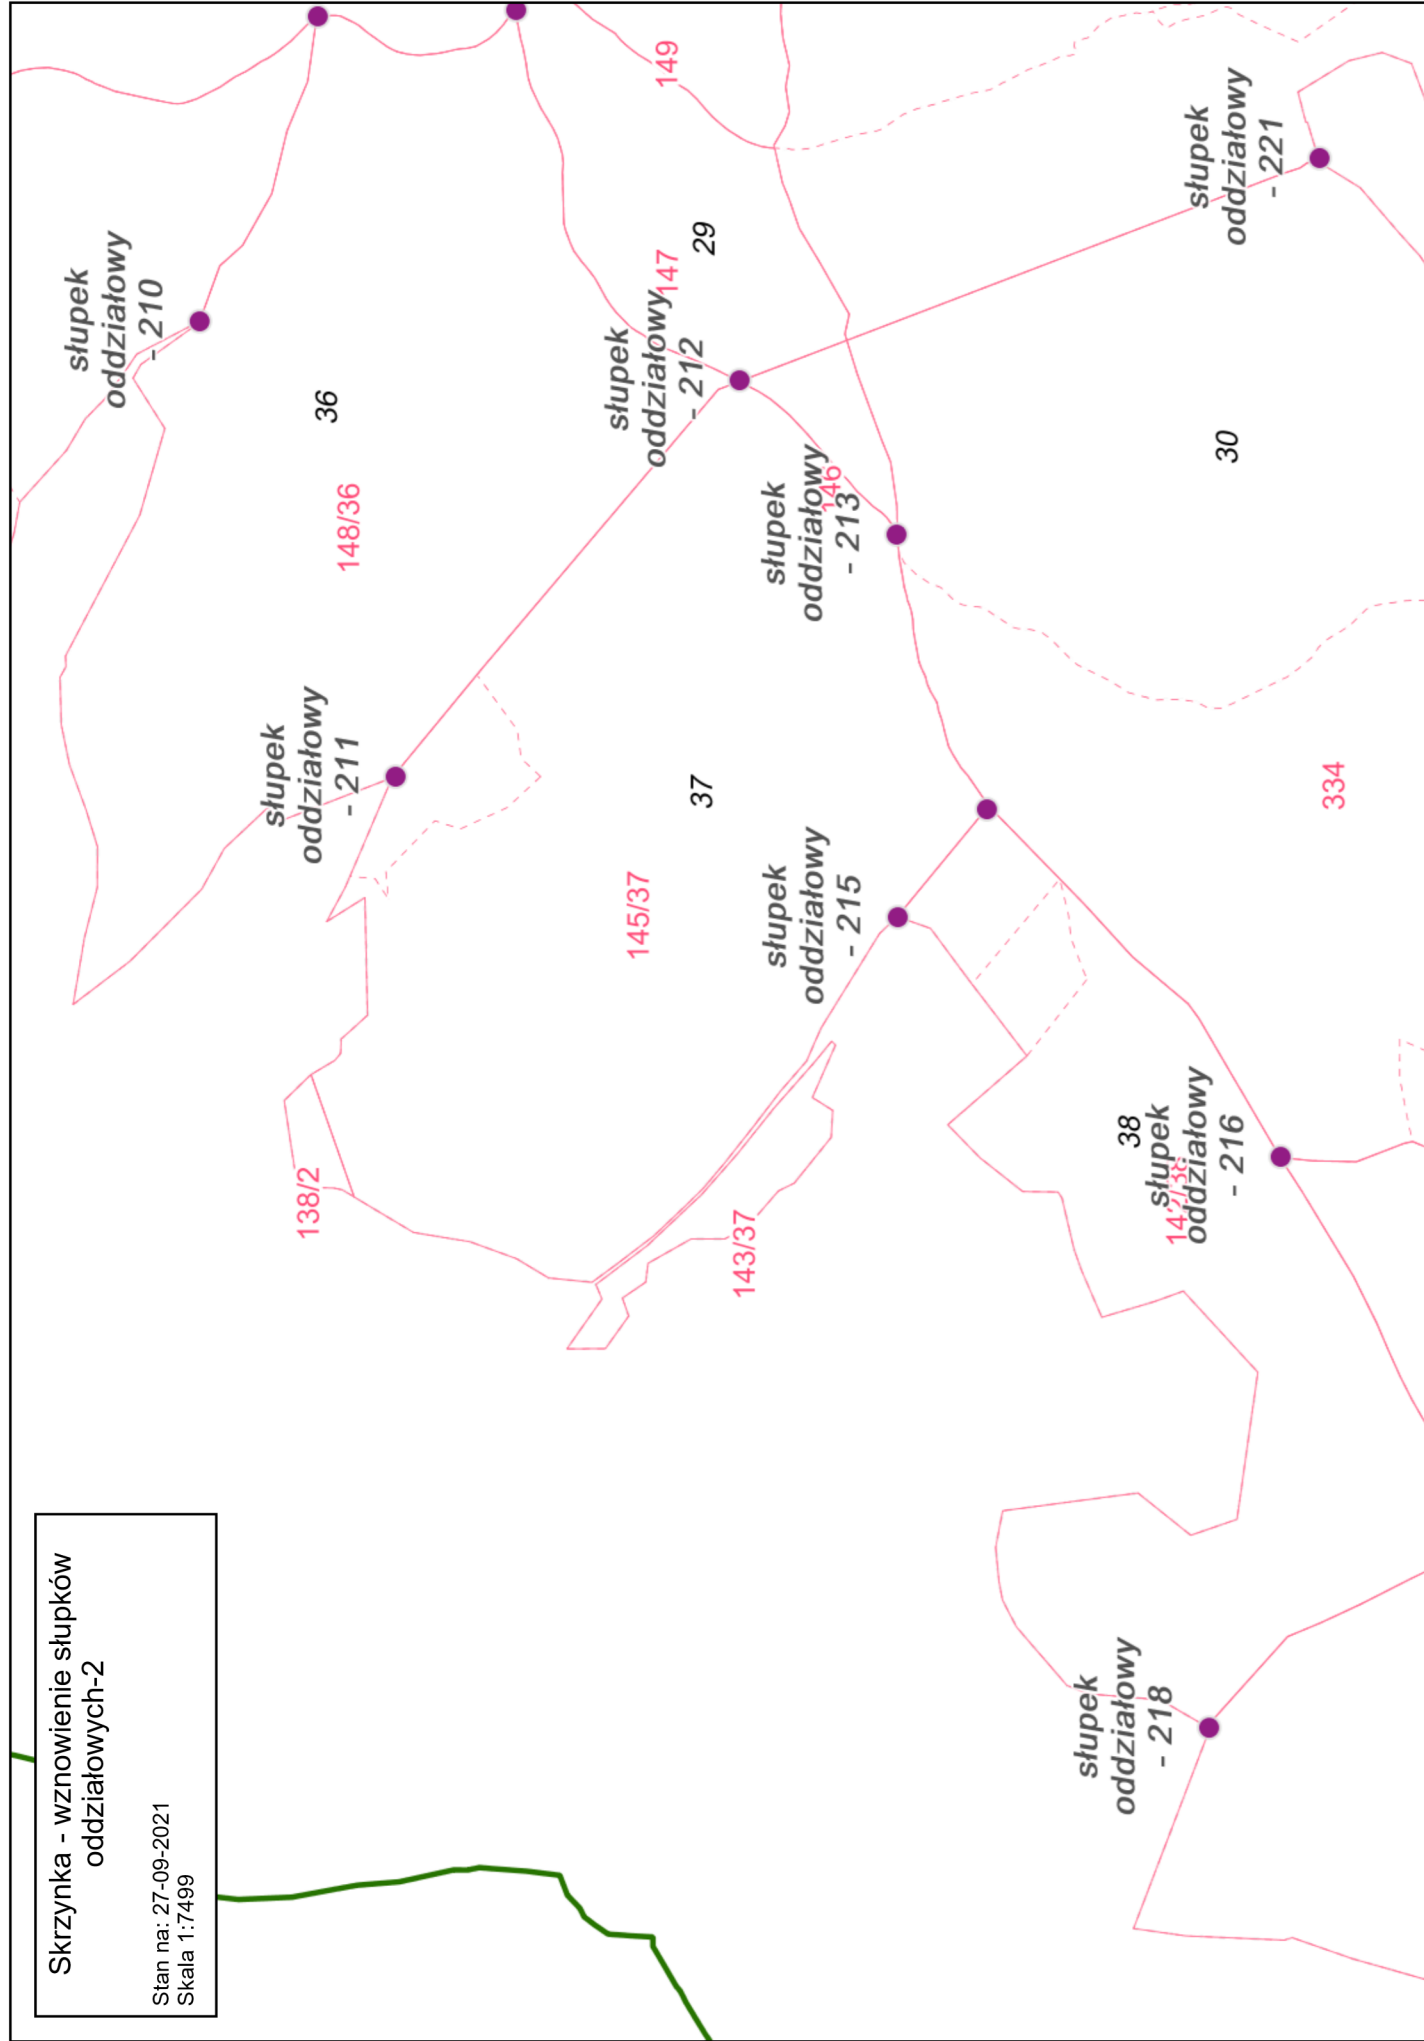 Skrzynka - wznowienie słupków
oddziałowych-2
Stan na: 27-09-2021
Skala 1:7499
słupek
oddziałowy
- 210
36
148/36
słupek
oddziałowy
- 211
138/2
149
29
147
słupek
oddziałowy
- 212
146
słupek
oddziałowy
- 213
37
145/37
143/37
słupek
oddziałowy
- 215
słupek
oddziałowy
- 221
30
334
38
142/38
słupek
oddziałowy
- 216
słupek
oddziałowy
- 218